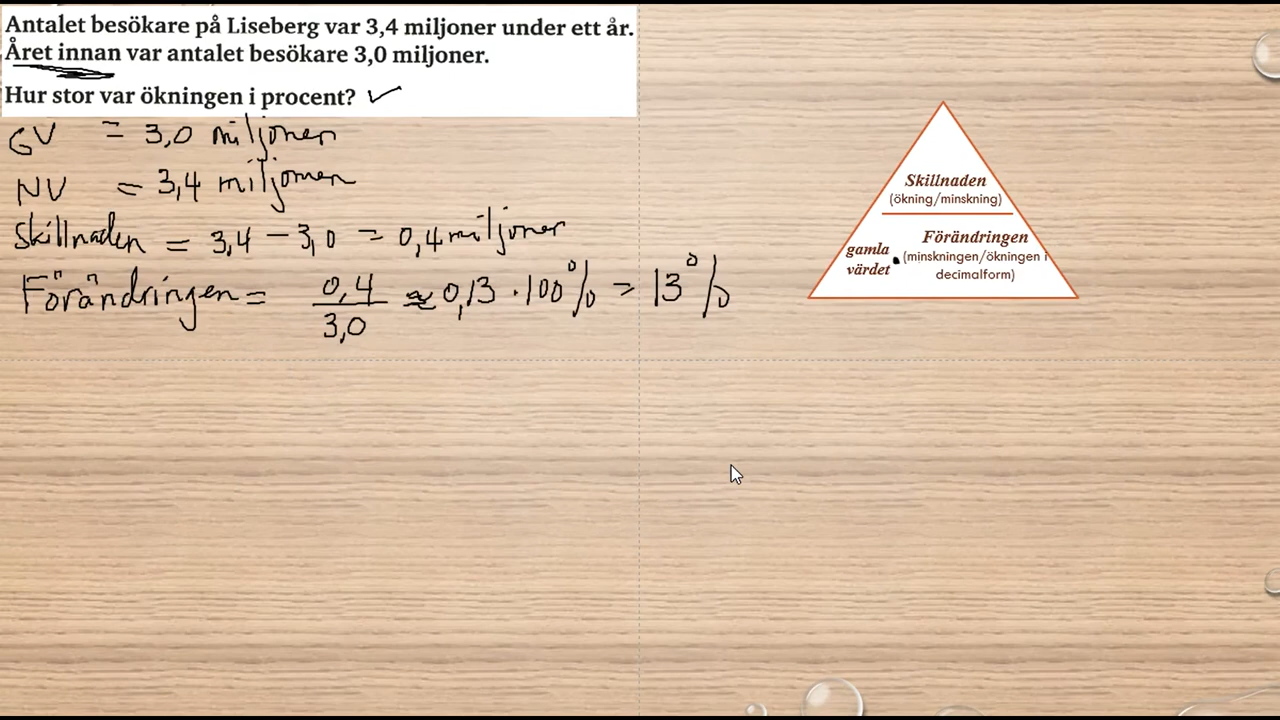 Antalet besökare på Liseberg var 3,4 miljoner under ett år.
Året innan var antalet besökare 3,0 miljoner.
Hur stor var ökningen i procent? ✓
GV = 3,0 miljoner
NV = 3,4 miljoner
Skillnaden = 3,4 - 3,0 = 0,4 miljoner
Förändringen = 0,4/3,0 ≈ 0,13 · 100% = 13%
Skillnaden
(ökning/minskning)
gamla värdet
Förändringen
(minskningen/ökningen i
decimalform)